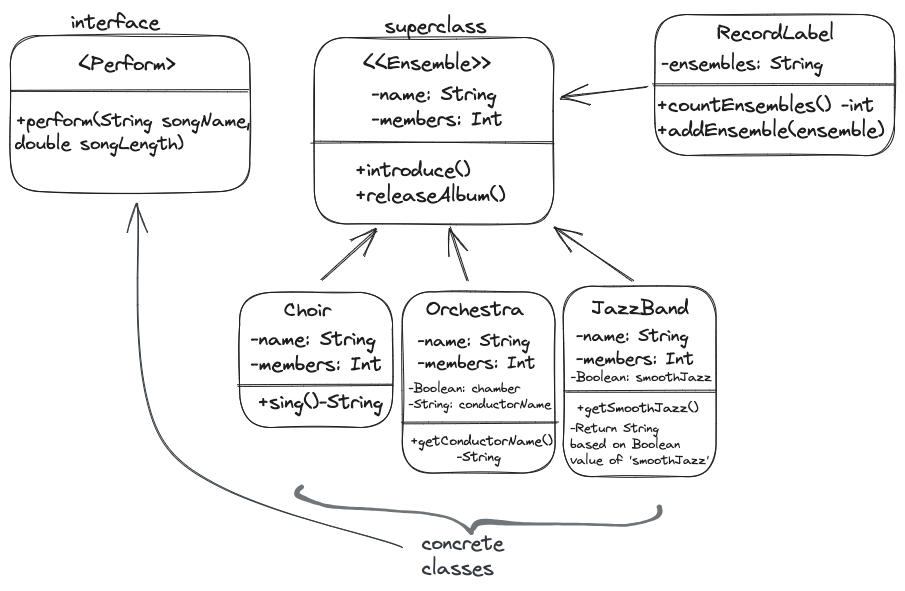 interface
<Perform>
+perform(String songName,
double songLength)
superclass
<<Ensemble>>
-name: String
-members: Int
+introduce()
+releaseAlbum()
RecordLabel
-ensembles: String
+countEnsembles() -int
+addEnsemble(ensemble)
Choir
-name: String
-members: Int
+sing()-String
Orchestra
-name: String
-members: Int
-Boolean: chamber
-String: conductorName
+getConductorName()
-String
JazzBand
-name: String
-members: Int
-Boolean: smoothJazz
+getSmoothJazz()
-Return String
based on Boolean
value of 'smoothJazz'
concrete
classes